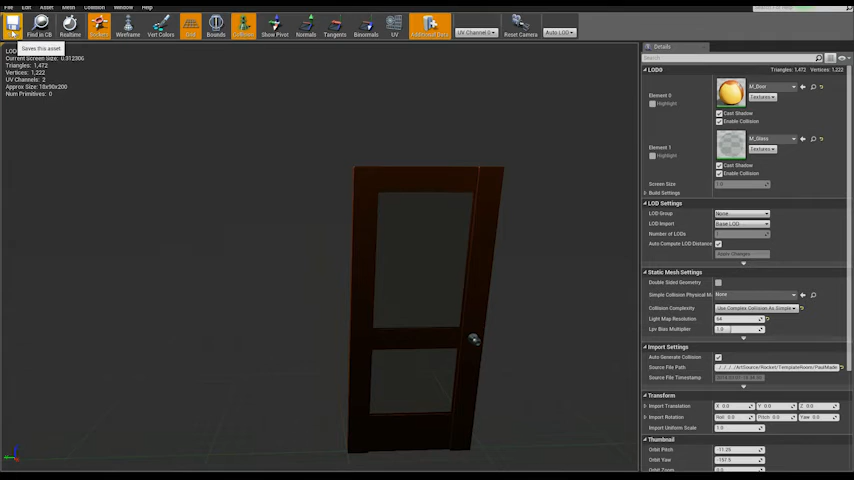 File Edit Asset Mesh Collision Window Help
Find in CB Realtime Sockets Wireframe Vert Colors Grid Bounds Collision Show Pivot Normals Tangents Binormals UV Additional Data UV Channel 0 Reset Camera Auto LOD
Saves this asset
Current Screen Size: 0.312306
Triangles: 1,472
Vertices: 1,222
UV Channels: 2
Approx Size: 18x90x200
Num Primitives: 0
Details
Search
LOD0 Triangles: 1,472 Vertices: 1,222
Element 0
Highlight
M_Door
Textures
Cast Shadow
Enable Collision
Element 1
Highlight
M_Glass
Textures
Cast Shadow
Enable Collision
Screen Size 1.0
Build Settings
LOD Settings
LOD Group None
LOD Import Base LOD
Number of LODs
Auto Compute LOD Distance
Apply Changes
Static Mesh Settings
Double Sided Geometry
Simple Collision Physical M None
Collision Complexity Use Complex Collision As Simple
Light Map Resolution 64
Lpv Bias Multiplier 1.0
Import Settings
Auto Generate Collision
Source File Path ../../../ArtSource/Rocket/TemplateRoom/PaulMade
Source File Timestamp
Transform
Import Translation X 0.0 Y 0.0 Z 0.0
Import Rotation Roll 0.0 Pitch 0.0 Yaw 0.0
Import Uniform Scale 1.0
Thumbnail
Orbit Pitch -11.25
Orbit Yaw -157.5
Orbit Zoom